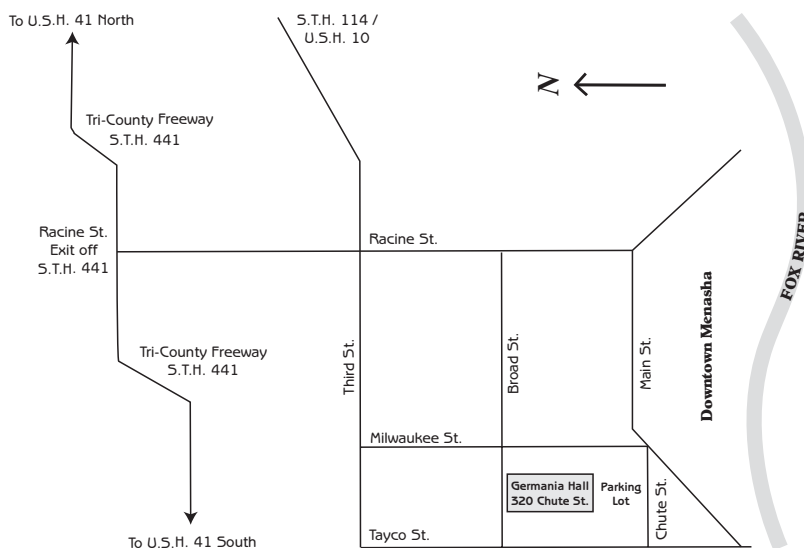 To U.S.H. 41 North
S.T.H. 114 /
U.S.H. 10
N
Tri-County Freeway
S.T.H. 441
Racine St.
Exit off
S.T.H. 441
Racine St.
FOX RIVER
Tri-County Freeway
S.T.H. 441
Third St.
Broad St.
Main St.
Downtown Menasha
Milwaukee St.
Germania Hall
320 Chute St.
Parking
Lot
Chute St.
Tayco St.
To U.S.H. 41 South